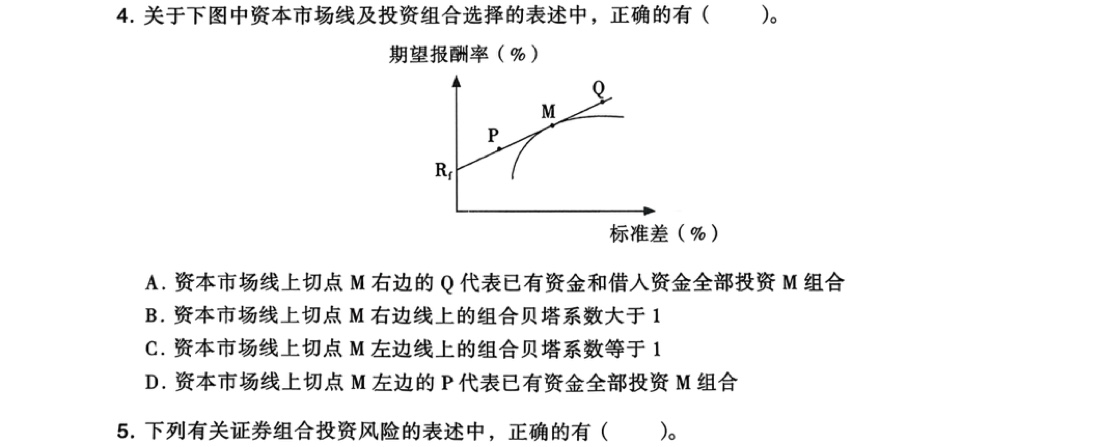 4. 关于下图中资本市场线及投资组合选择的表述中，正确的有（　　）。
期望报酬率（%）
Q
M
P
Rf
标准差（%）
A. 资本市场线上切点 M 右边的 Q 代表已有资金和借入资金全部投资 M 组合
B. 资本市场线上切点 M 右边线上的组合贝塔系数大于 1
C. 资本市场线上切点 M 左边线上的组合贝塔系数等于 1
D. 资本市场线上切点 M 左边的 P 代表已有资金全部投资 M 组合
5. 下列有关证券组合投资风险的表述中，正确的有（　　）。